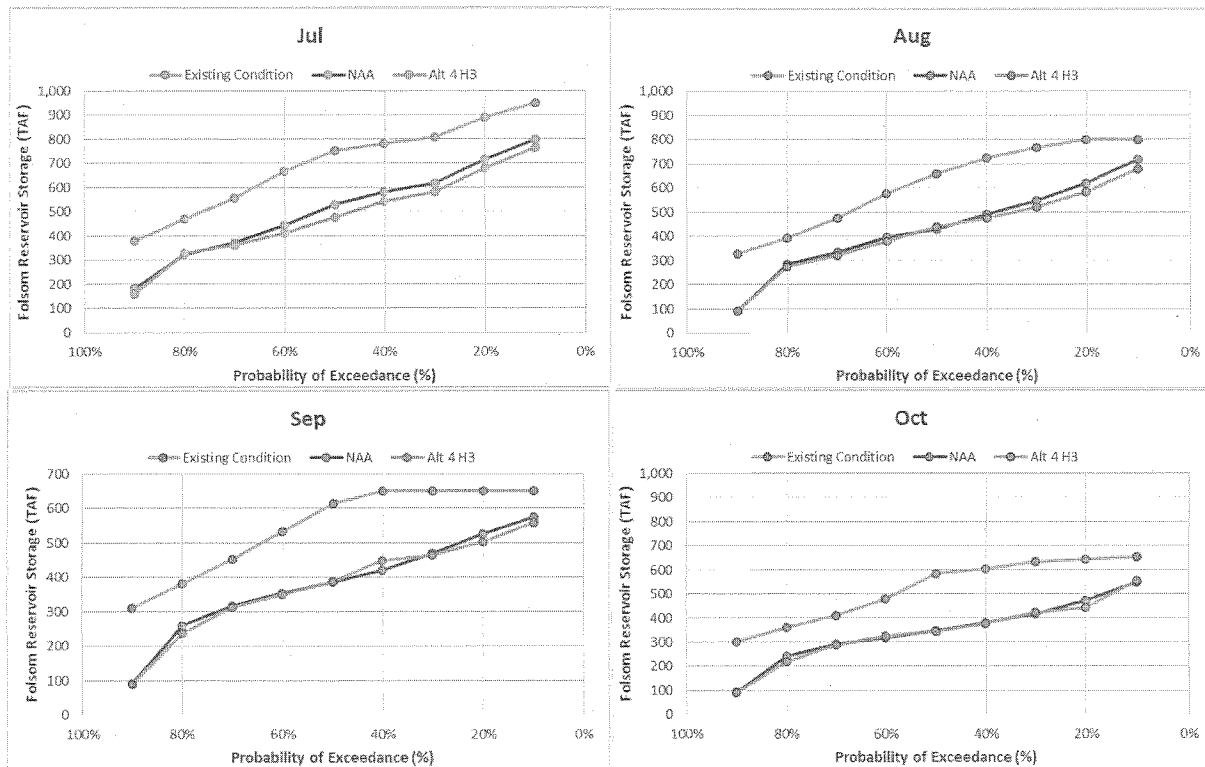 Jul
Existing Condition NAA Alt 4 H3
Folsom Reservoir Storage (TAF)
1,000
900
800
700
600
500
400
300
200
100
0
100% 80% 60% 40% 20% 0%
Probability of Exceedance (%)
Aug
Existing Condition NAA Alt 4 H3
Folsom Reservoir Storage (TAF)
1,000
900
800
700
600
500
400
300
200
100
0
100% 80% 60% 40% 20% 0%
Probability of Exceedance (%)
Sep
Existing Condition NAA Alt 4 H3
Folsom Reservoir Storage (TAF)
700
600
500
400
300
200
100
0
100% 80% 60% 40% 20% 0%
Probability of Exceedance (%)
Oct
Existing Condition NAA Alt 4 H3
Folsom Reservoir Storage (TAF)
1,000
900
800
700
600
500
400
300
200
100
0
100% 80% 60% 40% 20% 0%
Probability of Exceedance (%)